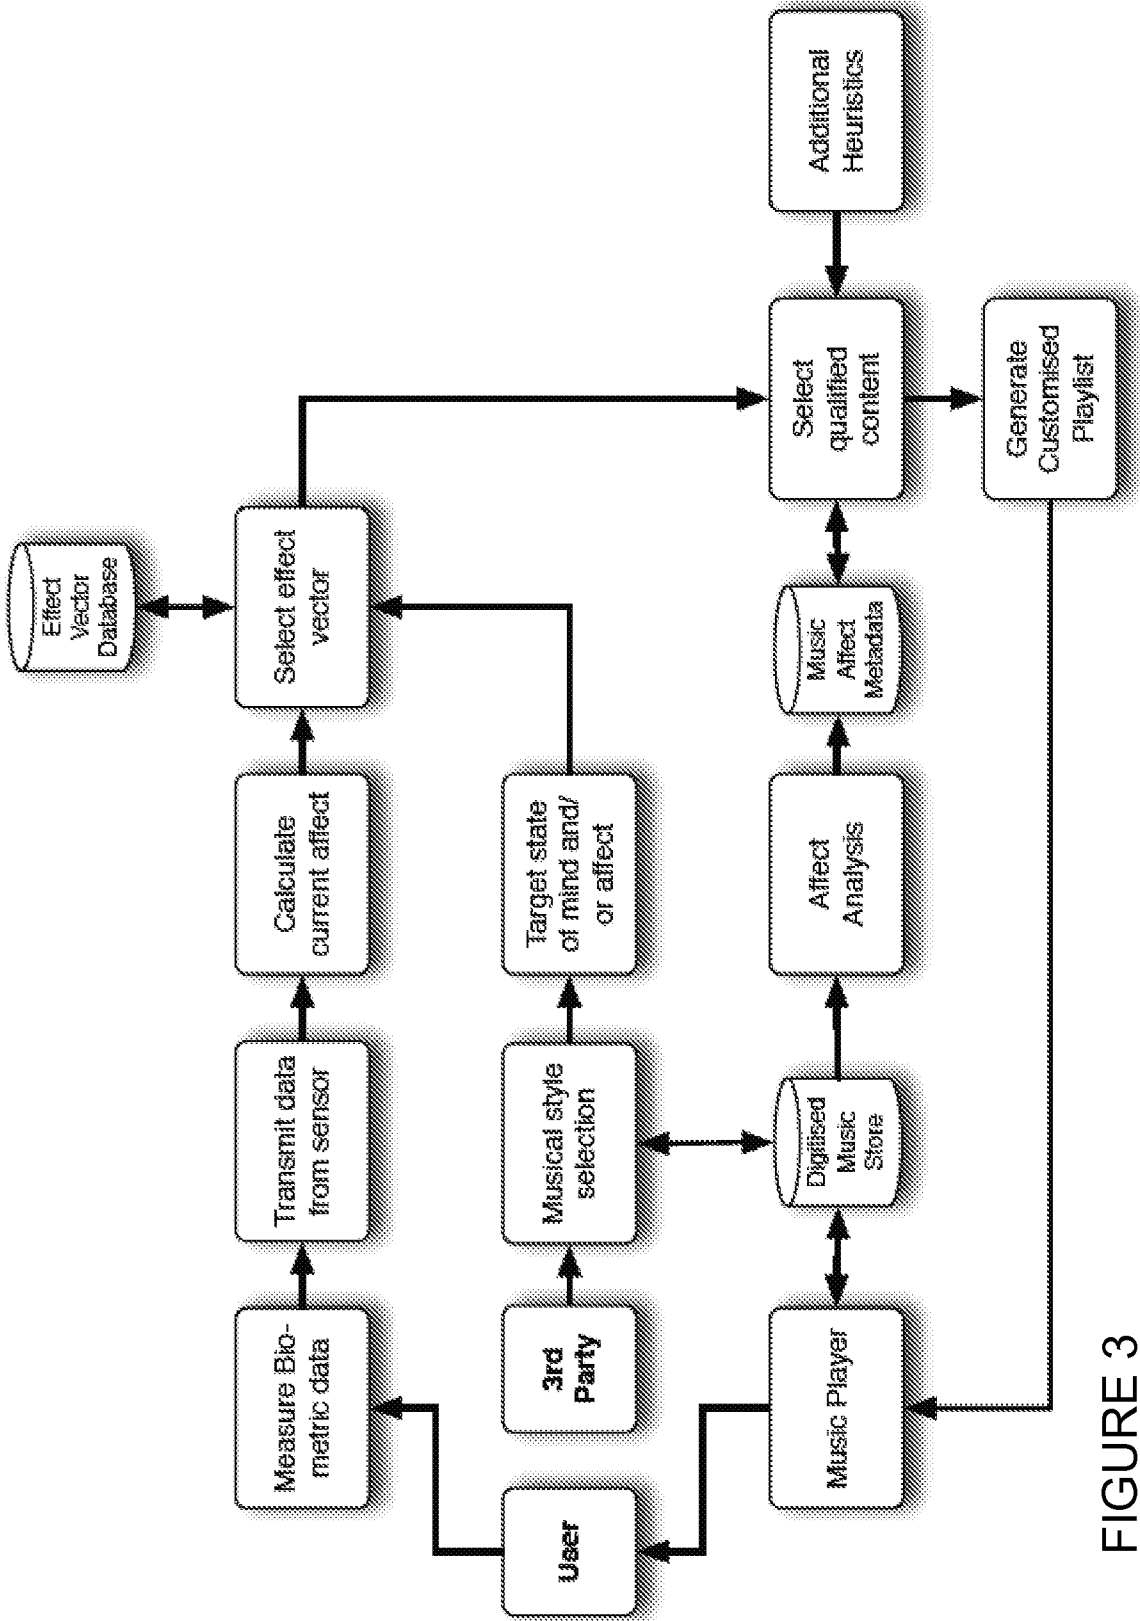 Effect
Vector
Database
Measure Bio-
metric data
Transmit data
from sensor
Calculate
current affect
Select effect
vector
User
3rd
Party
Musical style
selection
Target state
of mind and/
or affect
Music Player
Digitised
Music
Store
Affect
Analysis
Music
Affect
Metadata
Select
qualified
content
Additional
Heuristics
Generate
Customised
Playlist
FIGURE 3